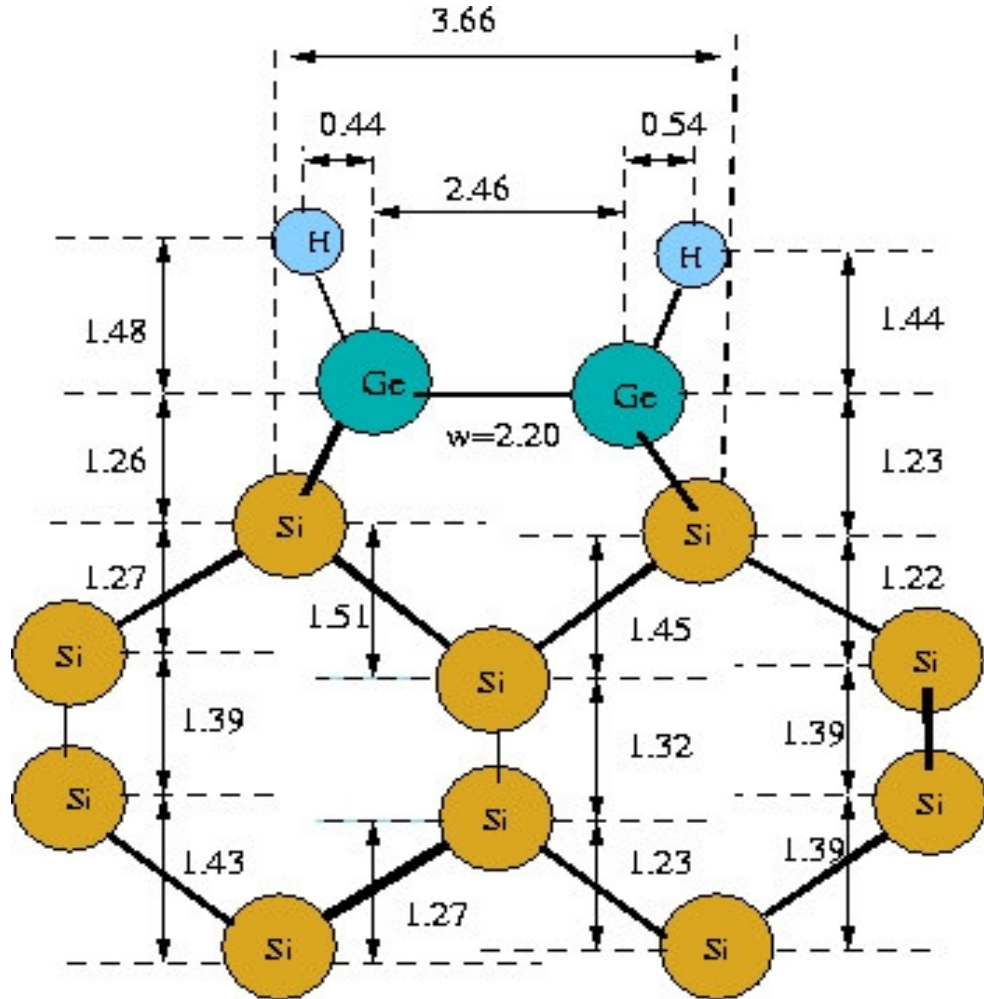 3.66
0.44 0.54
2.46
H H
1.48 1.44
Ge Ge
w=2.20
1.26 1.23
Si Si
1.27 1.22
1.51 1.45
Si Si Si
1.39 1.32 1.39
Si Si Si
1.43 1.23 1.39
1.27
Si Si